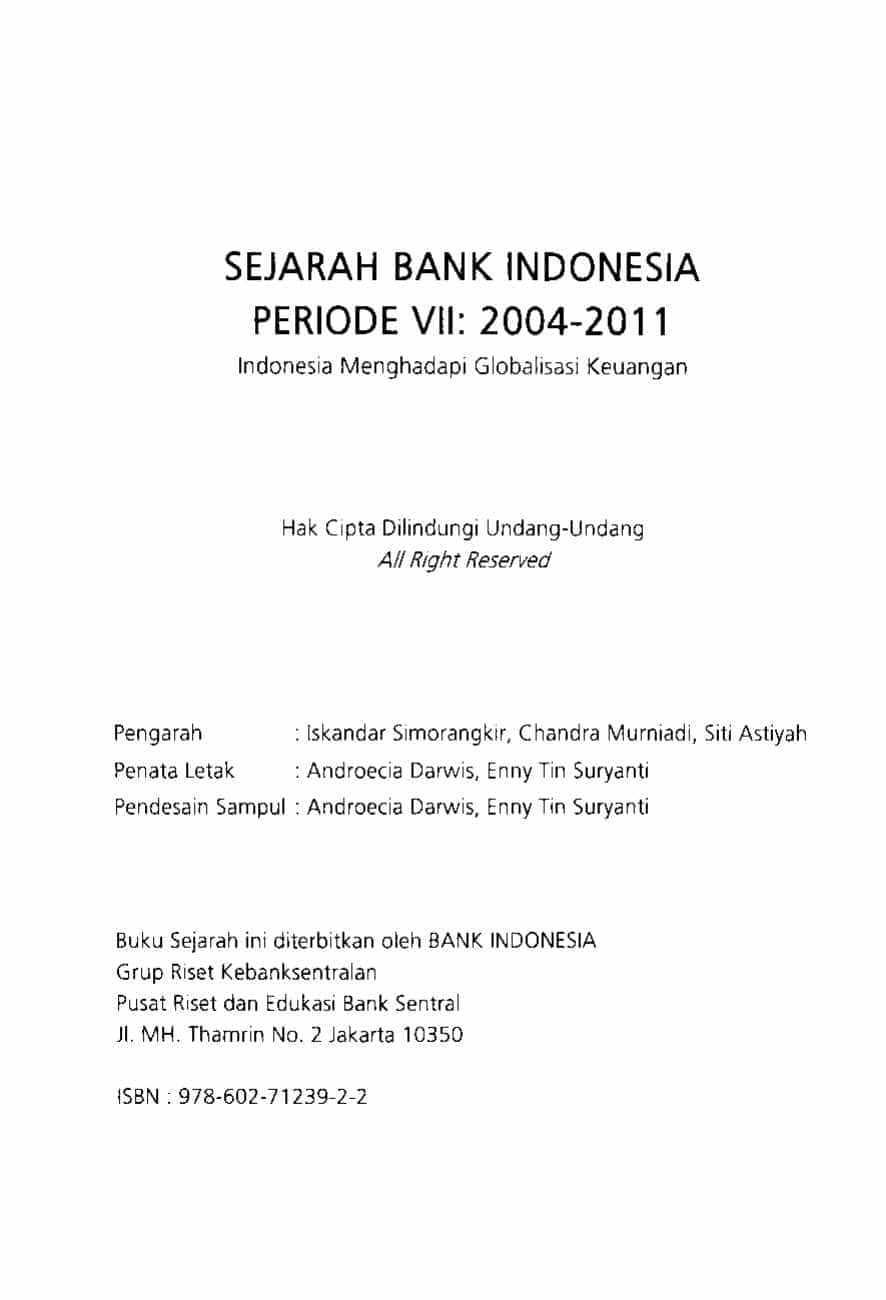 SEJARAH BANK INDONESIA
PERIODE VII: 2004-2011
Indonesia Menghadapi Globalisasi Keuangan
Hak Cipta Dilindungi Undang-Undang
All Right Reserved
Pengarah : Iskandar Simorangkir, Chandra Murniadi, Siti Astiyah
Penata Letak : Androecia Darwis, Enny Tin Suryanti
Pendesain Sampul : Androecia Darwis, Enny Tin Suryanti
Buku Sejarah ini diterbitkan oleh BANK INDONESIA
Grup Riset Kebanksentralan
Pusat Riset dan Edukasi Bank Sentral
Jl. MH. Thamrin No. 2 Jakarta 10350
ISBN : 978-602-71239-2-2